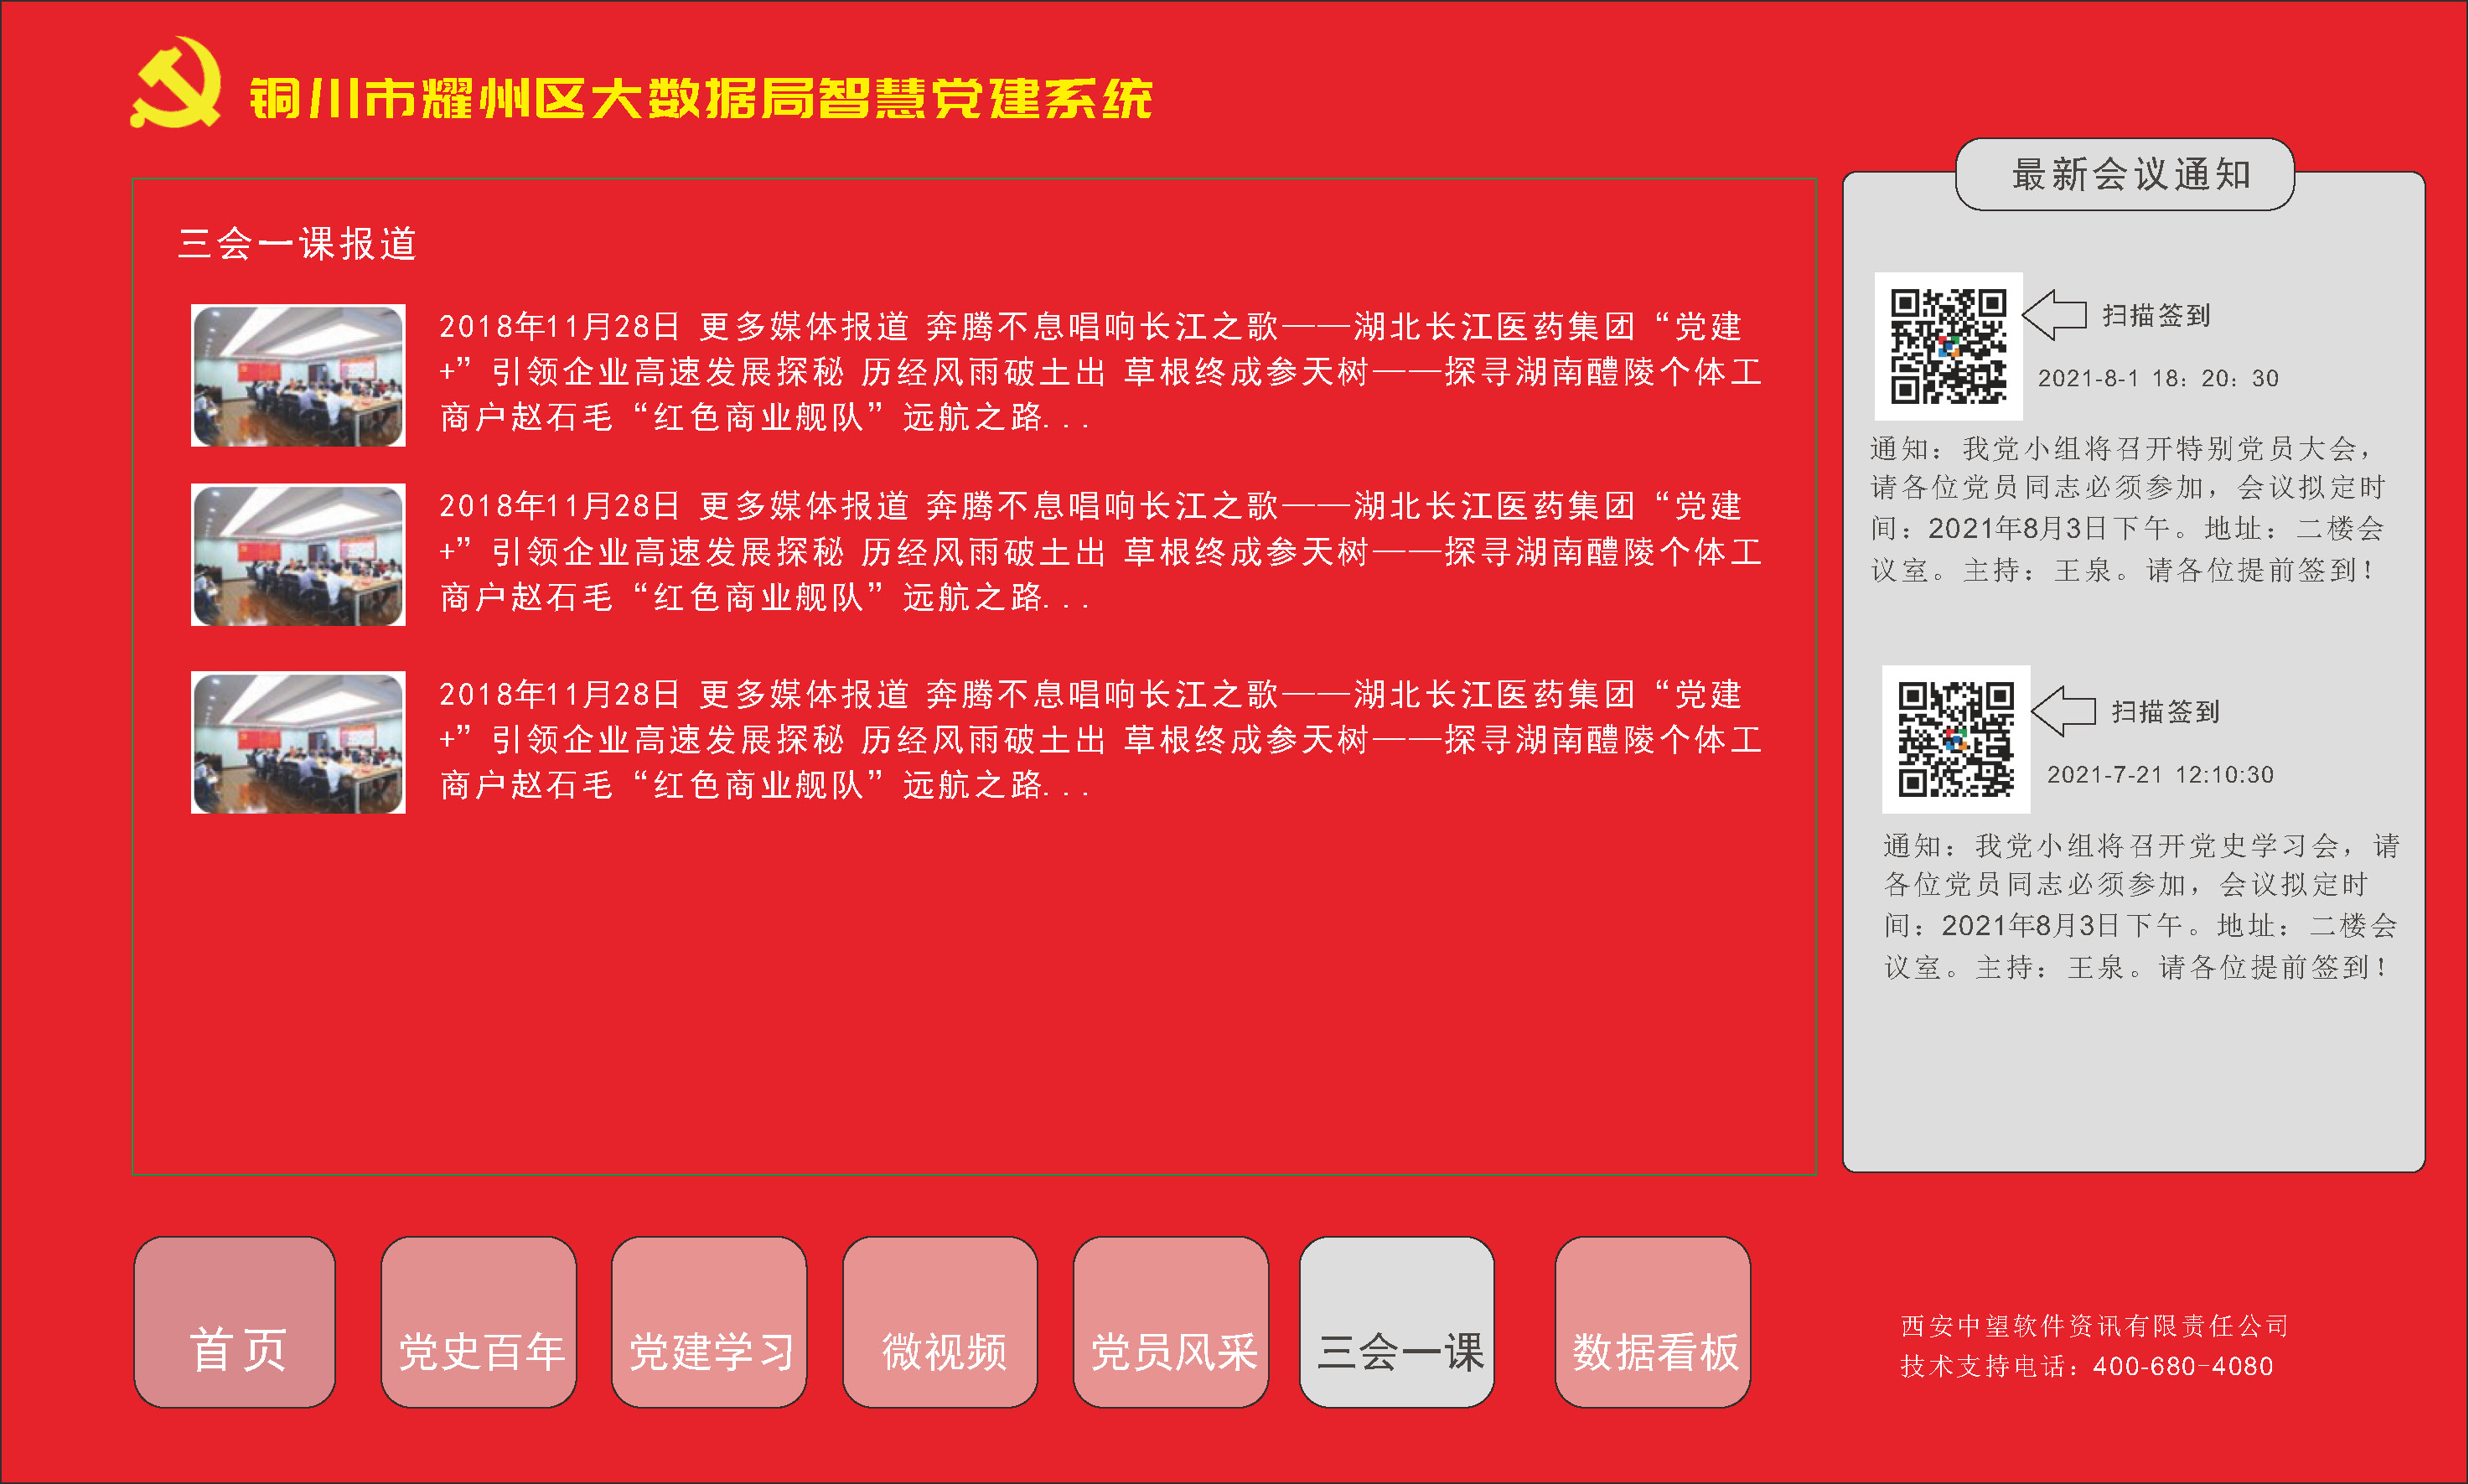 铜川市耀州区大数据局智慧党建系统
三会一课报道
2018年11月28日 更多媒体报道 奔腾不息唱响长江之歌——湖北长江医药集团“党建
+”引领企业高速发展探秘 历经风雨破土出 草根终成参天树——探寻湖南醴陵个体工
商户赵石毛“红色商业舰队”远航之路...
2018年11月28日 更多媒体报道 奔腾不息唱响长江之歌——湖北长江医药集团“党建
+”引领企业高速发展探秘 历经风雨破土出 草根终成参天树——探寻湖南醴陵个体工
商户赵石毛“红色商业舰队”远航之路...
2018年11月28日 更多媒体报道 奔腾不息唱响长江之歌——湖北长江医药集团“党建
+”引领企业高速发展探秘 历经风雨破土出 草根终成参天树——探寻湖南醴陵个体工
商户赵石毛“红色商业舰队”远航之路...
最新会议通知
扫描签到
2021-8-1 18：20：30
通知：我党小组将召开特别党员大会，
请各位党员同志必须参加，会议拟定时
间：2021年8月3日下午。地址：二楼会
议室。主持：王泉。请各位提前签到！
扫描签到
2021-7-21 12:10:30
通知：我党小组将召开党史学习会，请
各位党员同志必须参加，会议拟定时
间：2021年8月3日下午。地址：二楼会
议室。主持：王泉。请各位提前签到！
首页
党史百年
党建学习
微视频
党员风采
三会一课
数据看板
西安中望软件资讯有限责任公司
技术支持电话：400-680-4080